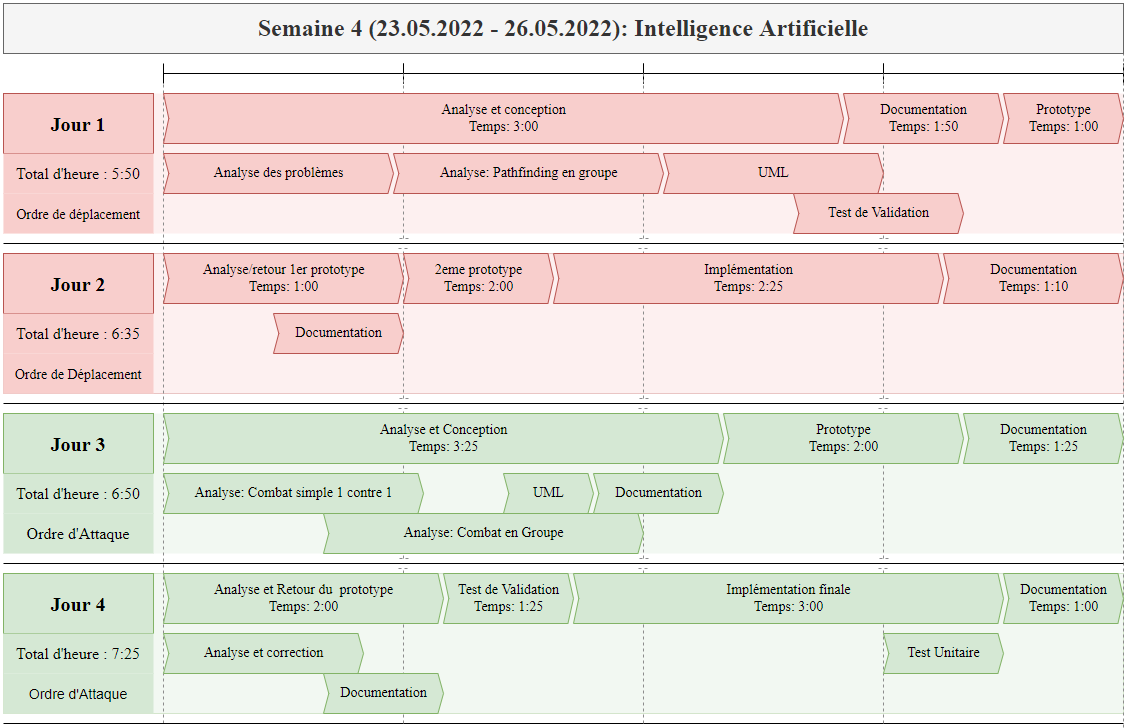 Semaine 4 (23.05.2022 - 26.05.2022): Intelligence Artificielle
Jour 1
Analyse et conception
Temps: 3:00
Documentation
Temps: 1:50
Prototype
Temps: 1:00
Total d'heure : 5:50
Analyse des problèmes
Analyse: Pathfinding en groupe
UML
Ordre de déplacement
Test de Validation
Jour 2
Analyse/retour 1er prototype
Temps: 1:00
2eme prototype
Temps: 2:00
Implémentation
Temps: 2:25
Documentation
Temps: 1:10
Total d'heure : 6:35
Documentation
Ordre de Déplacement
Jour 3
Analyse et Conception
Temps: 3:25
Prototype
Temps: 2:00
Documentation
Temps: 1:25
Total d'heure : 6:50
Analyse: Combat simple 1 contre 1
UML
Documentation
Ordre d'Attaque
Analyse: Combat en Groupe
Jour 4
Analyse et Retour du  prototype
Temps: 2:00
Test de Validation
Temps: 1:25
Implémentation finale
Temps: 3:00
Documentation
Temps: 1:00
Total d'heure : 7:25
Analyse et correction
Test Unitaire
Ordre d'Attaque
Documentation